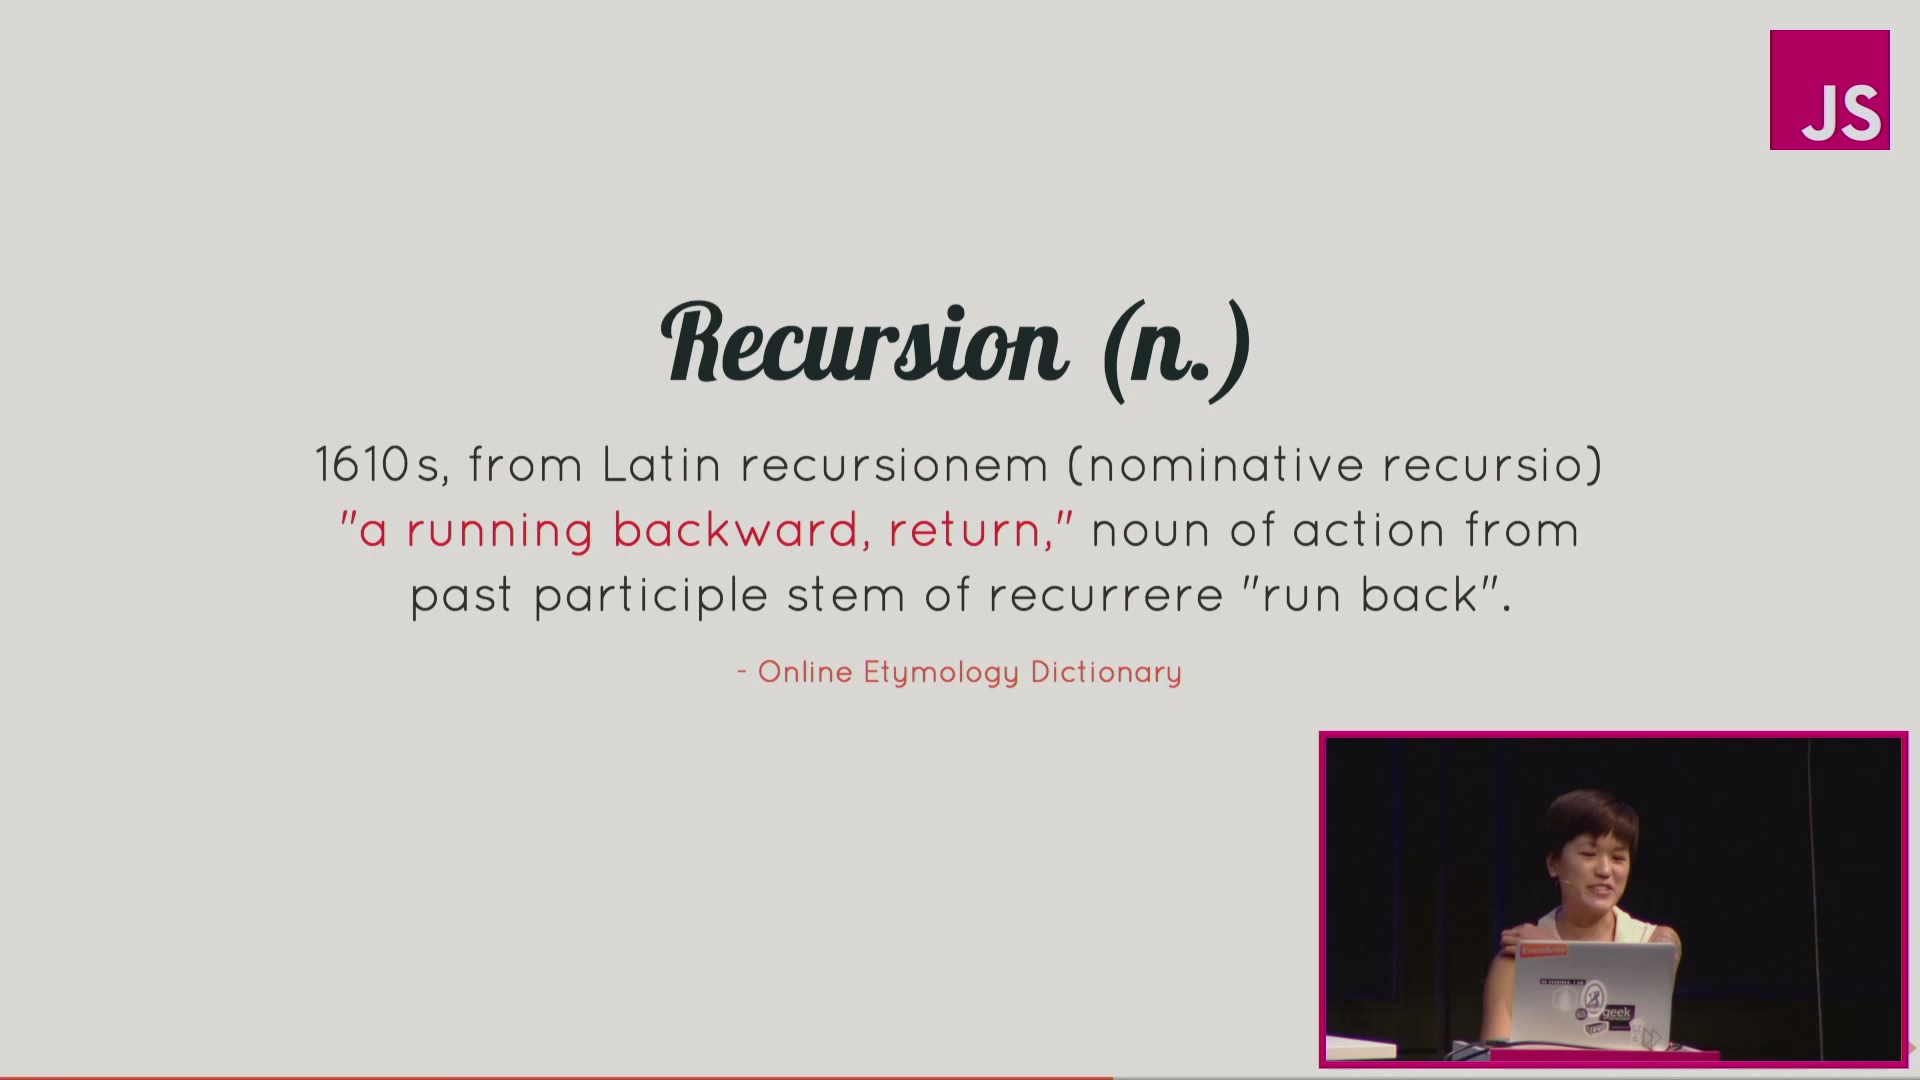 JS
Recursion (n.)
1610s, from Latin recursionem (nominative recursio)
"a running backward, return," noun of action from
past participle stem of recurrere "run back".
- Online Etymology Dictionary
geek